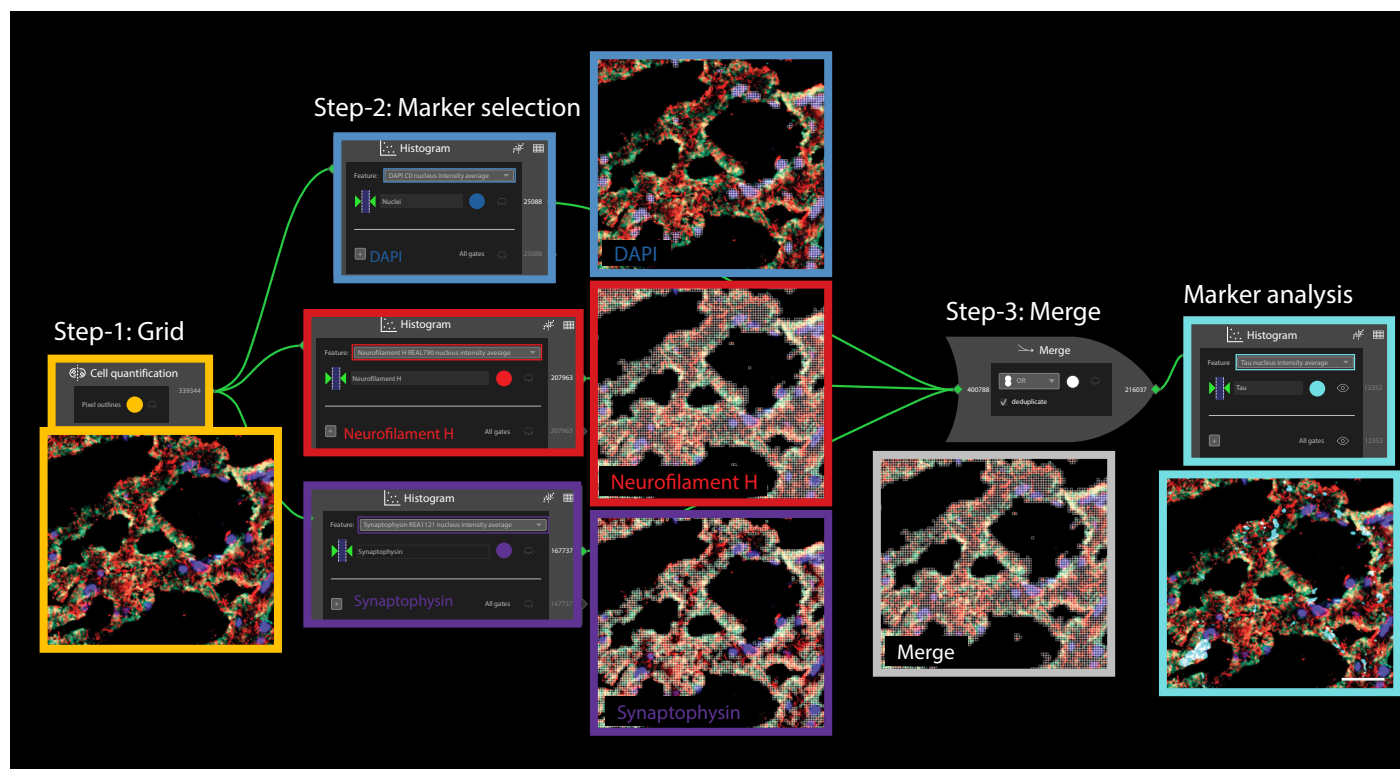 Step-1: Grid
Cell quantification
339344
Pixel outlines
Step-2: Marker selection
Histogram
Feature: DAPI C0 nucleus intensity average
Nuclei
25088
DAPI
All gates
25088
DAPI
Histogram
Feature: Neurofilament H REAL790 nucleus intensity average
Neurofilament H
207963
Neurofilament H
All gates
207963
Neurofilament H
Histogram
Feature: Synaptophysin REA1121 nucleus intensity average
Synaptophysin
167737
Synaptophysin
All gates
167737
Synaptophysin
Step-3: Merge
Merge
400788
OR
216037
deduplicate
Merge
Marker analysis
Histogram
Feature Tau nucleus intensity average
Tau
12352
All gates
12352